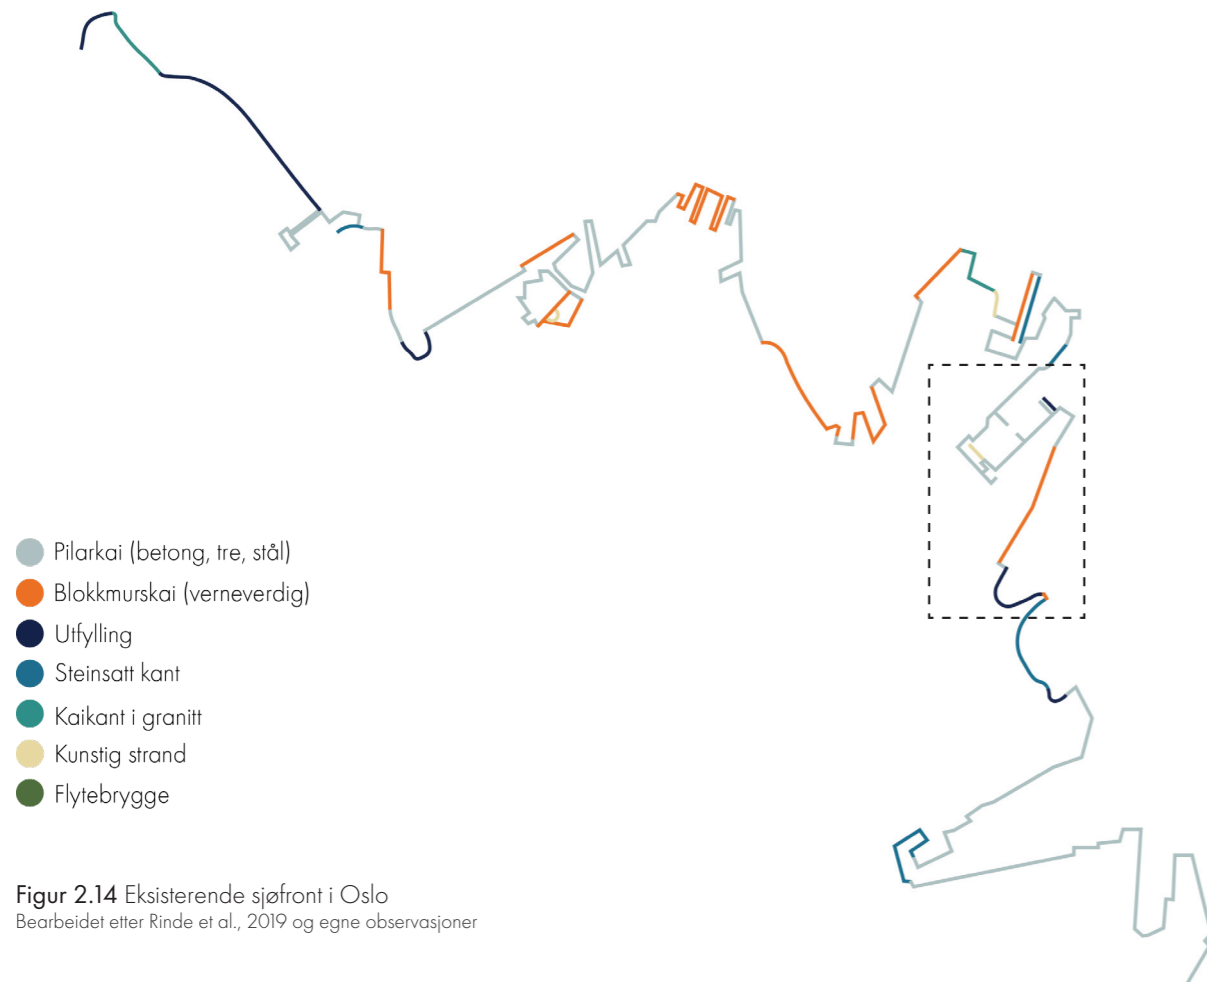 Pilarkai (betong, tre, stål)
Blokkmurskai (verneverdig)
Utfylling
Steinsatt kant
Kaikant i granitt
Kunstig strand
Flytebrygge
Figur 2.14 Eksisterende sjøfront i Oslo
Bearbeidet etter Rinde et al., 2019 og egne observasjoner